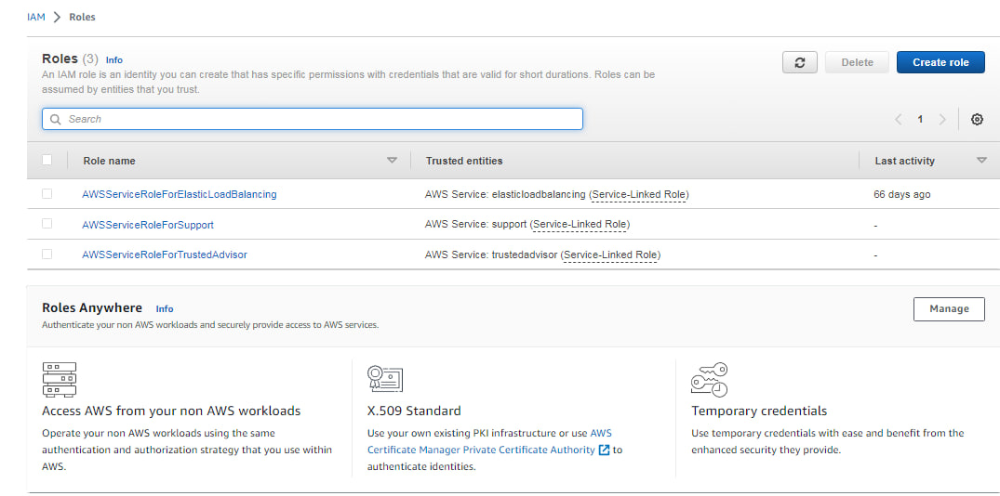 IAM > Roles
Roles (3) Info
An IAM role is an identity you can create that has specific permissions with credentials that are valid for short durations. Roles can be
assumed by entities that you trust.
Delete
Create role
Search
1
Role name Trusted entities Last activity
AWSServiceRoleForElasticLoadBalancing AWS Service: elasticloadbalancing (Service-Linked Role) 66 days ago
AWSServiceRoleForSupport AWS Service: support (Service-Linked Role) -
AWSServiceRoleForTrustedAdvisor AWS Service: trustedadvisor (Service-Linked Role) -
Roles Anywhere Info
Authenticate your non AWS workloads and securely provide access to AWS services.
Manage
Access AWS from your non AWS workloads
Operate your non AWS workloads using the same
authentication and authorization strategy that you use within
AWS.
X.509 Standard
Use your own existing PKI infrastructure or use AWS
Certificate Manager Private Certificate Authority to
authenticate identities.
Temporary credentials
Use temporary credentials with ease and benefit from the
enhanced security they provide.